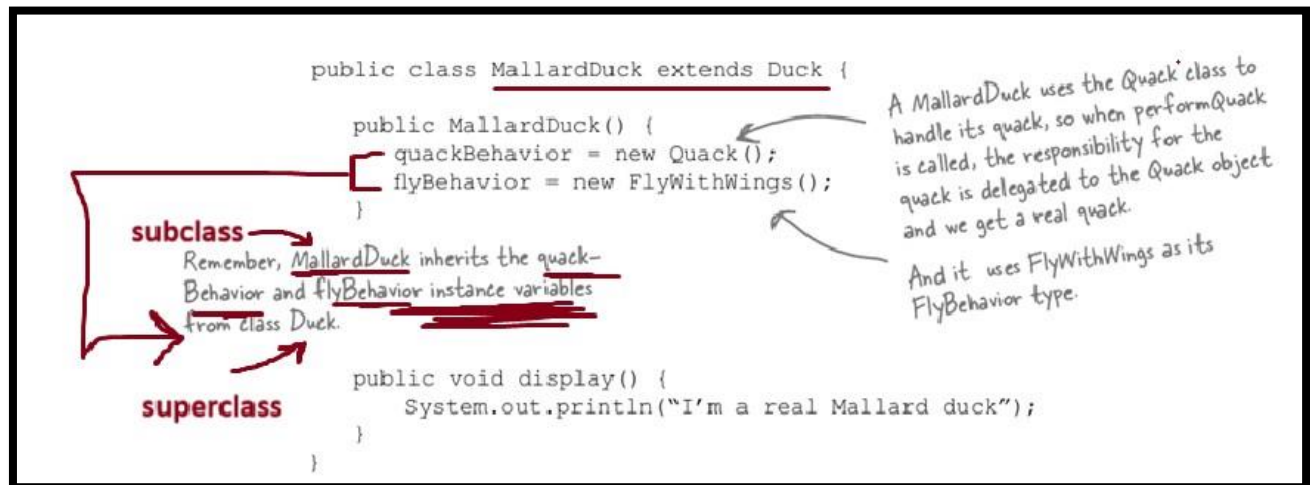 public class MallardDuck extends Duck {
public MallardDuck() {
quackBehavior = new Quack();
flyBehavior = new FlyWithWings();
}
A MallardDuck uses the Quack class to
handle its quack, so when performQuack
is called, the responsibility for the
quack is delegated to the Quack object
and we get a real quack.
And it uses FlyWithWings as its
FlyBehavior type.
subclass
Remember, MallardDuck inherits the quack-
Behavior and flyBehavior instance variables
from class Duck.
superclass
public void display() {
System.out.println(“I’m a real Mallard duck”);
}
}